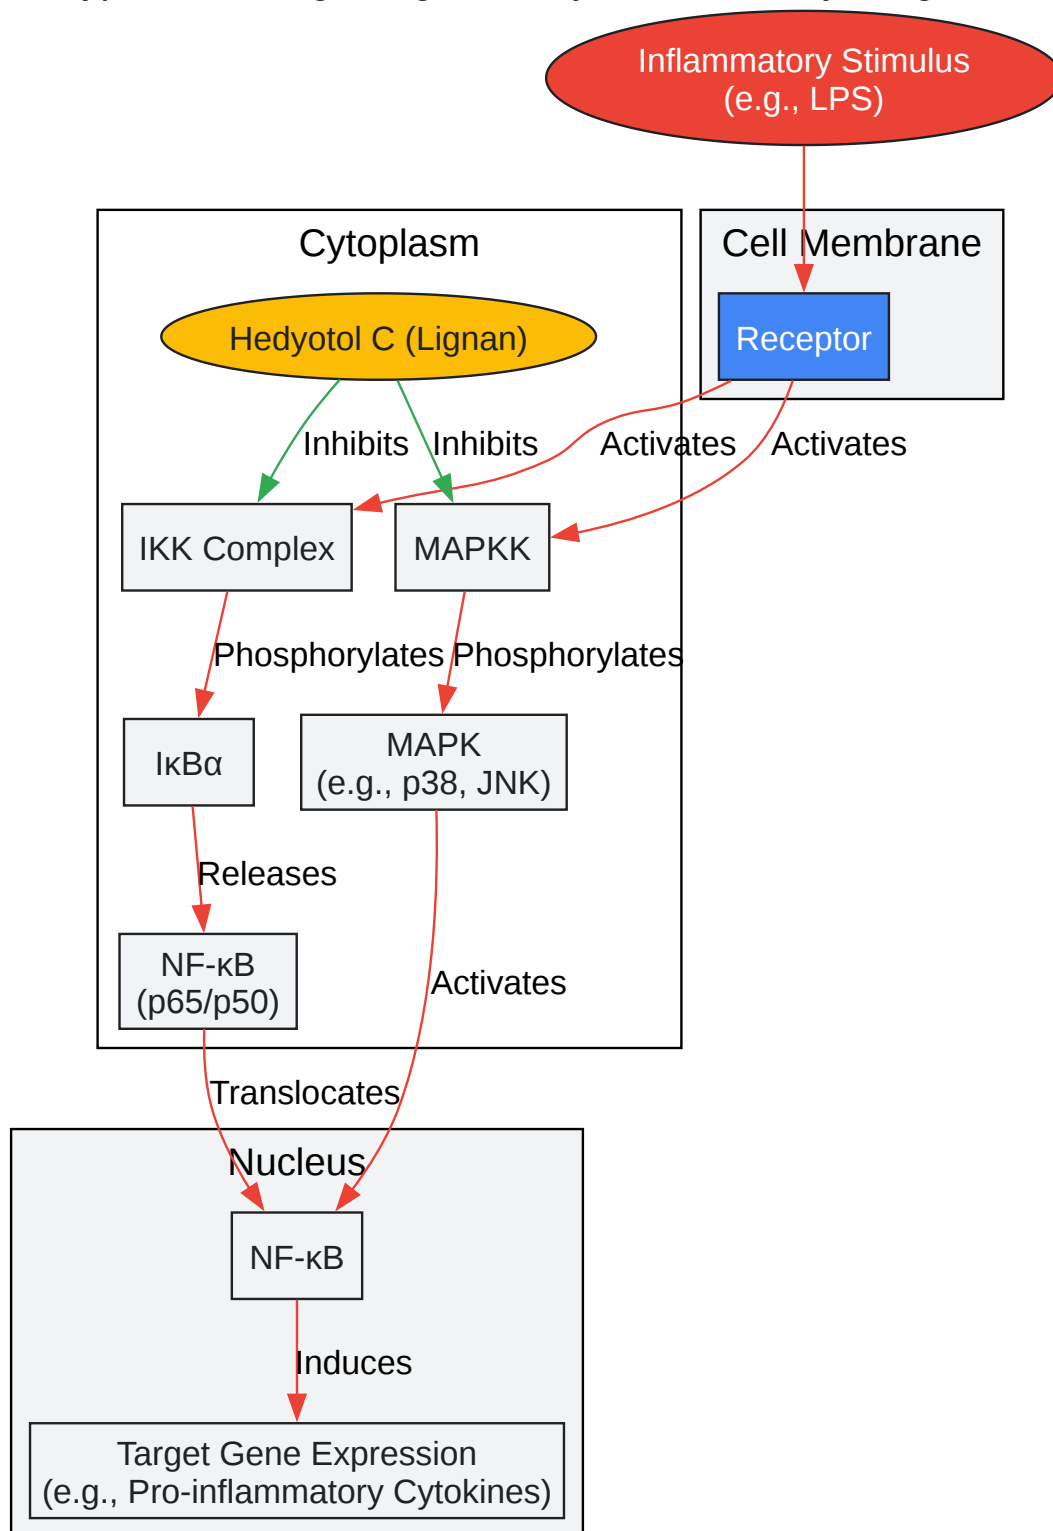 Inflammatory Stimulus
(e.g., LPS)
Cytoplasm
Cell Membrane
Hedyotol C (Lignan)
Receptor
Inhibits
Inhibits
Activates
Activates
IKK Complex
MAPKK
Phosphorylates
Phosphorylates
IκBα
MAPK
(e.g., p38, JNK)
Releases
NF-κB
(p65/p50)
Activates
Translocates
Nucleus
NF-κB
Induces
Target Gene Expression
(e.g., Pro-inflammatory Cytokines)